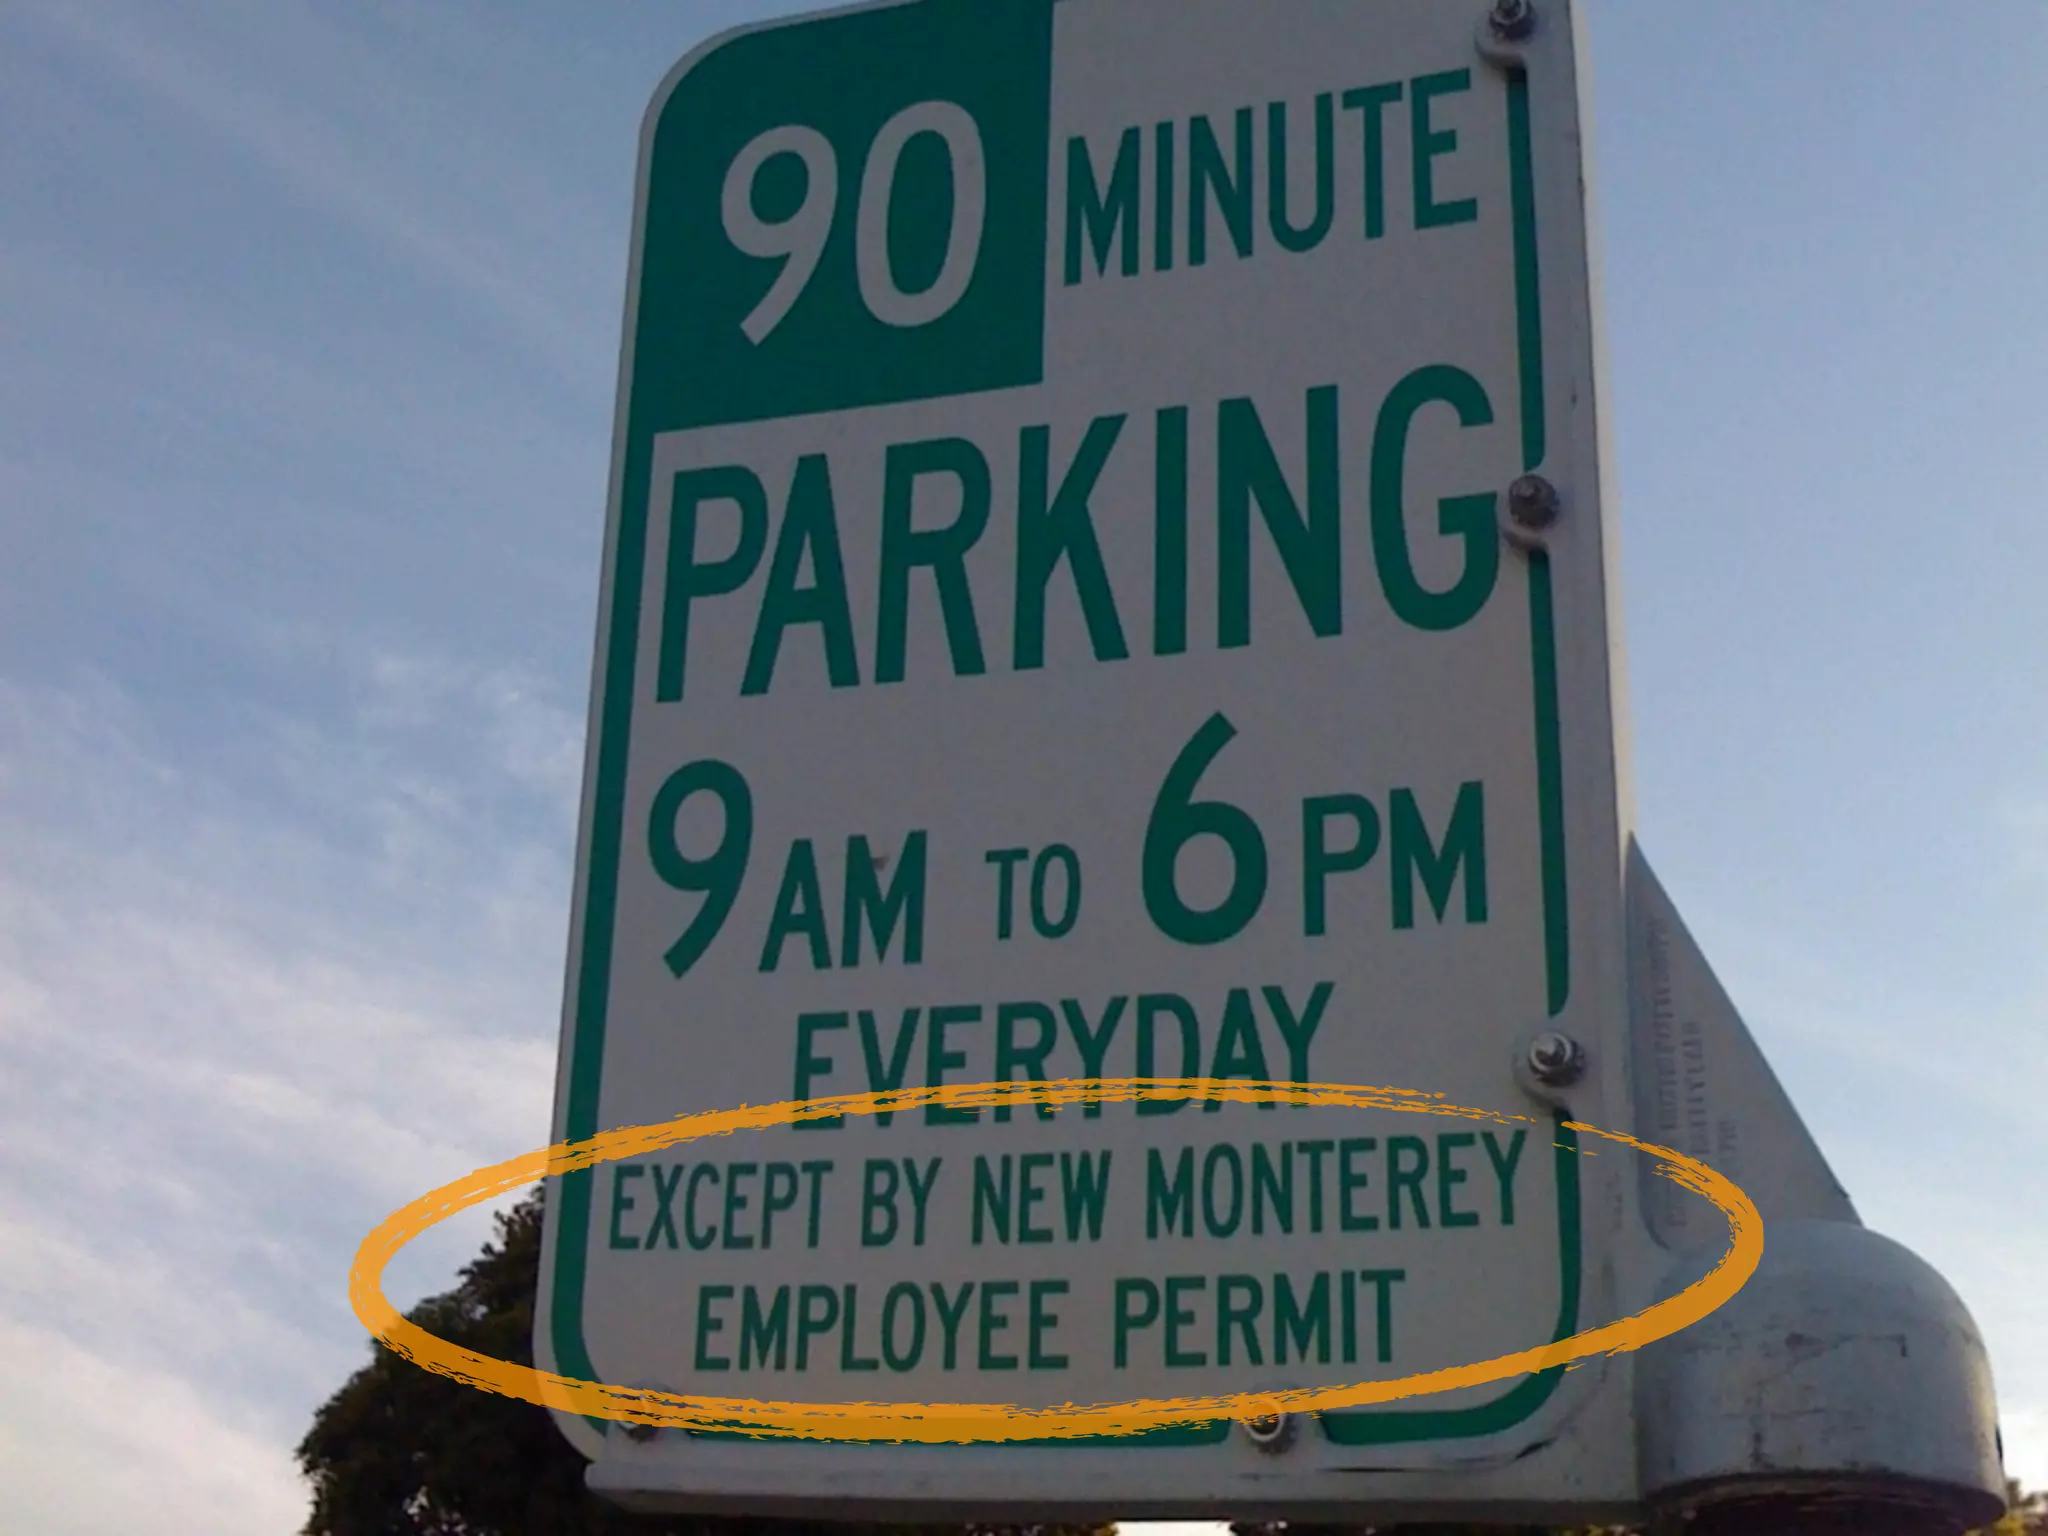 90 MINUTE
PARKING
9 AM TO 6 PM
EVERYDAY
EXCEPT BY NEW MONTEREY
EMPLOYEE PERMIT